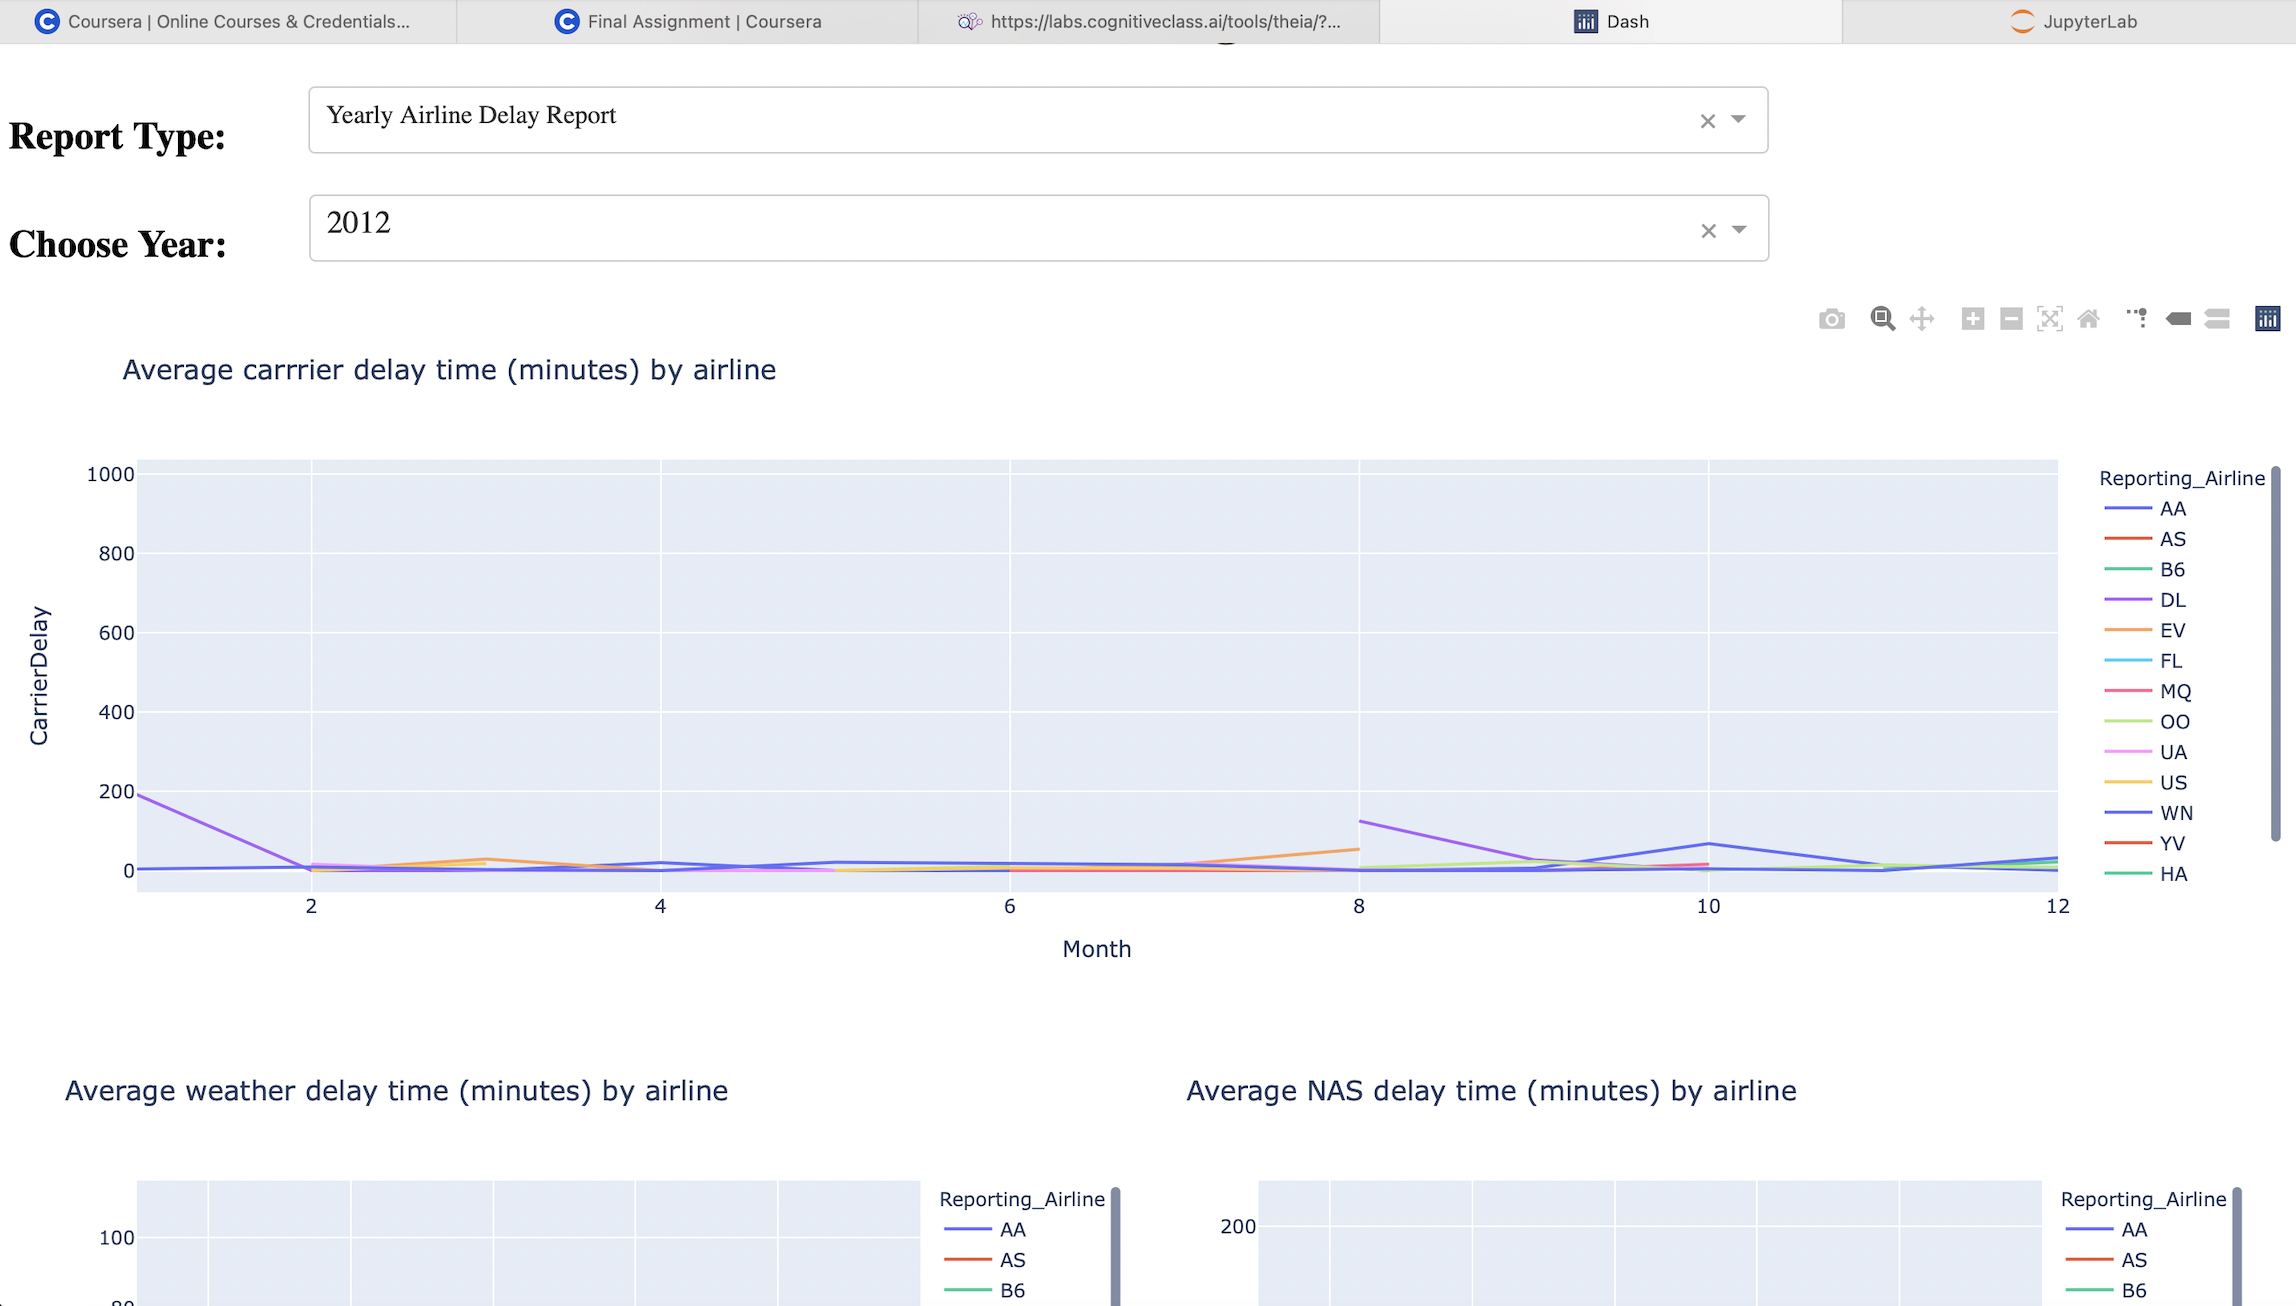 Coursera | Online Courses & Credentials...
Final Assignment | Coursera
https://labs.cognitiveclass.ai/tools/theia/?...
Dash
JupyterLab
Report Type:
Yearly Airline Delay Report
Choose Year:
2012
Average carrrier delay time (minutes) by airline
1000
800
600
400
200
0
CarrierDelay
2
4
6
8
10
12
Month
Reporting_Airline
AA
AS
B6
DL
EV
FL
MQ
OO
UA
US
WN
YV
HA
Average weather delay time (minutes) by airline
100
80
Reporting_Airline
AA
AS
B6
Average NAS delay time (minutes) by airline
200
Reporting_Airline
AA
AS
B6